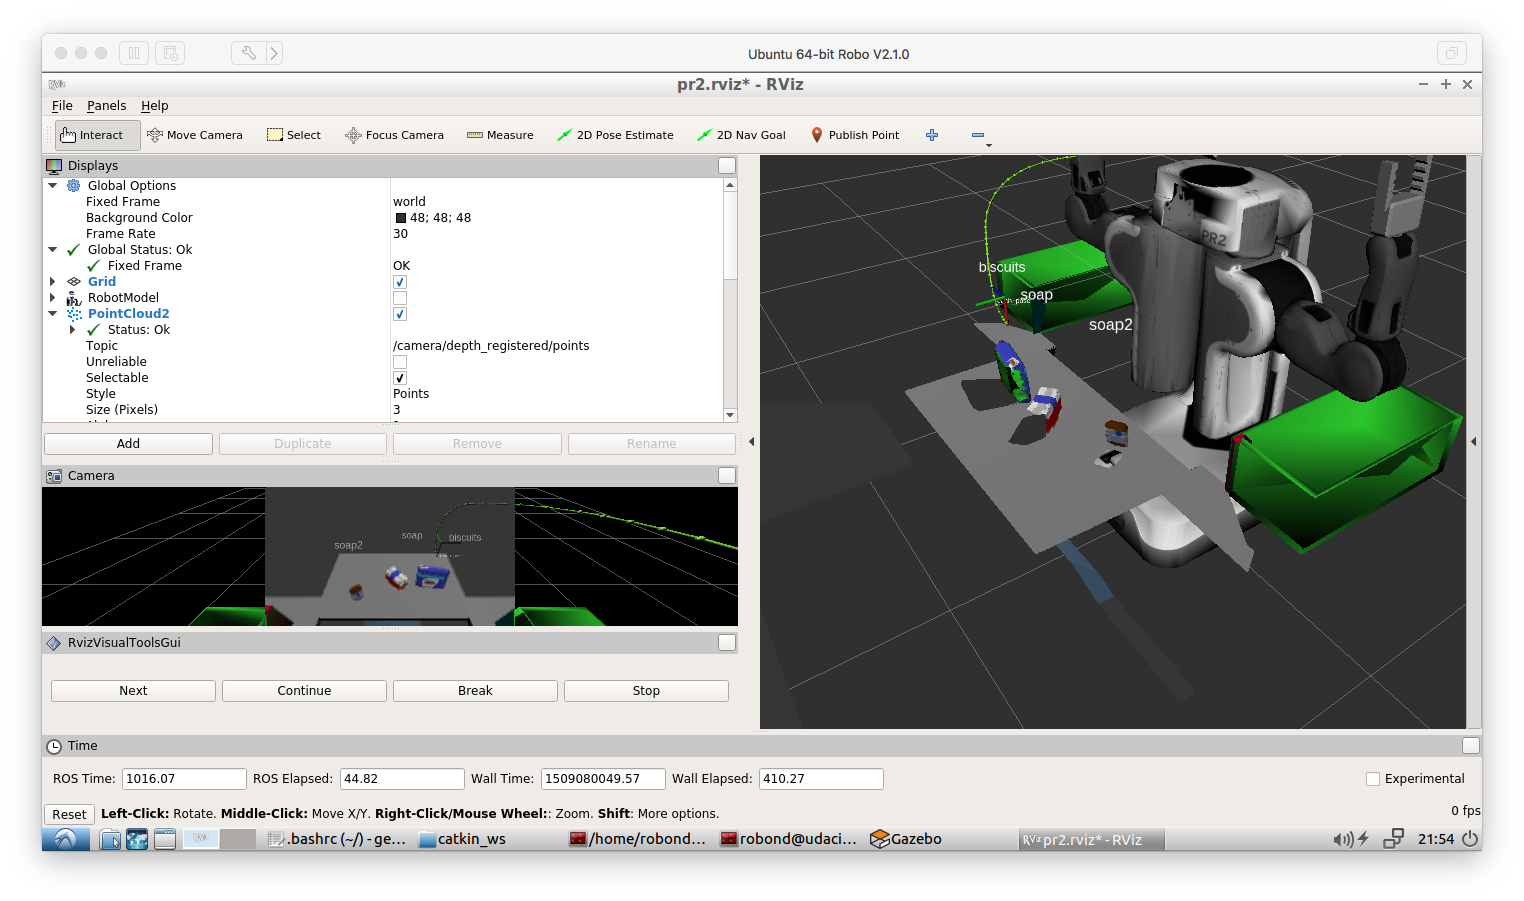 Ubuntu 64-bit Robo V2.1.0
RViz pr2.rviz* - RViz
File Panels Help
Interact Move Camera Select Focus Camera Measure 2D Pose Estimate 2D Nav Goal Publish Point
Displays
Global Options
Fixed Frame world
Background Color 48; 48; 48
Frame Rate 30
Global Status: Ok
Fixed Frame OK
Grid
RobotModel
PointCloud2
Status: Ok
Topic /camera/depth_registered/points
Unreliable
Selectable
Style Points
Size (Pixels) 3
Add Duplicate Remove Rename
Camera
soap2 soap biscuits
RvizVisualToolsGui
Next Continue Break Stop
PR2
biscuits
soap
soap2
Time
ROS Time: 1016.07 ROS Elapsed: 44.82 Wall Time: 1509080049.57 Wall Elapsed: 410.27 Experimental
Reset Left-Click: Rotate. Middle-Click: Move X/Y. Right-Click/Mouse Wheel:: Zoom. Shift: More options. 0 fps
.bashrc (~/) - ge... catkin_ws /home/robond... robond@udaci... Gazebo RViz pr2.rviz* - RViz 21:54